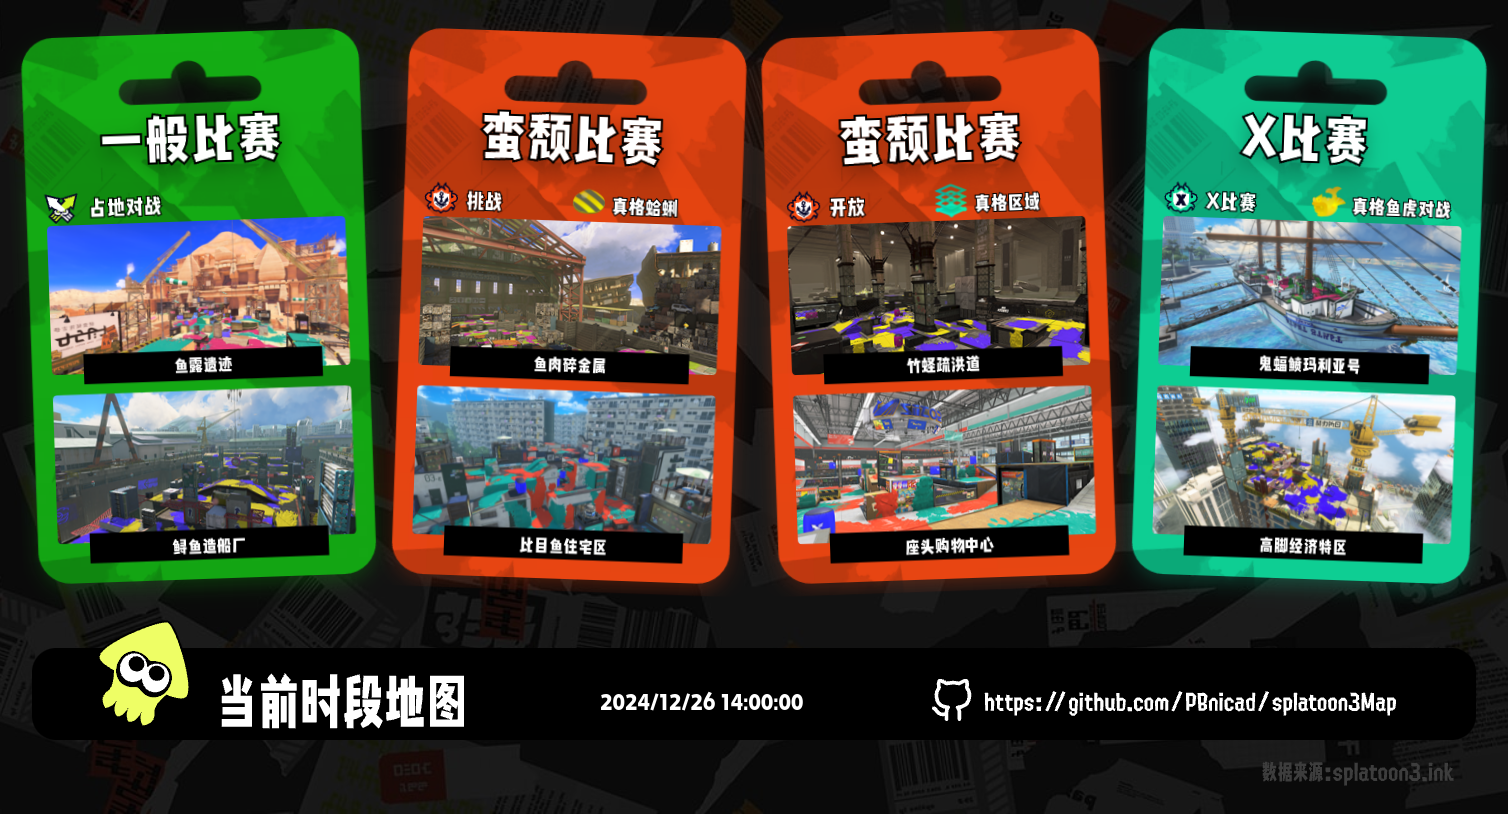 一般比赛
占地对战
鱼露遗迹
鲟鱼造船厂
蛮颓比赛
挑战
真格蛤蜊
鱼肉碎金属
比目鱼住宅区
蛮颓比赛
开放
真格区域
竹蛏疏洪道
座头购物中心
X比赛
X比赛
真格鱼虎对战
鬼蝠鲼玛利亚号
高脚经济特区
当前时段地图
2024/12/26 14:00:00
https://github.com/PBnicad/splatoon3Map
数据来源:splatoon3.ink